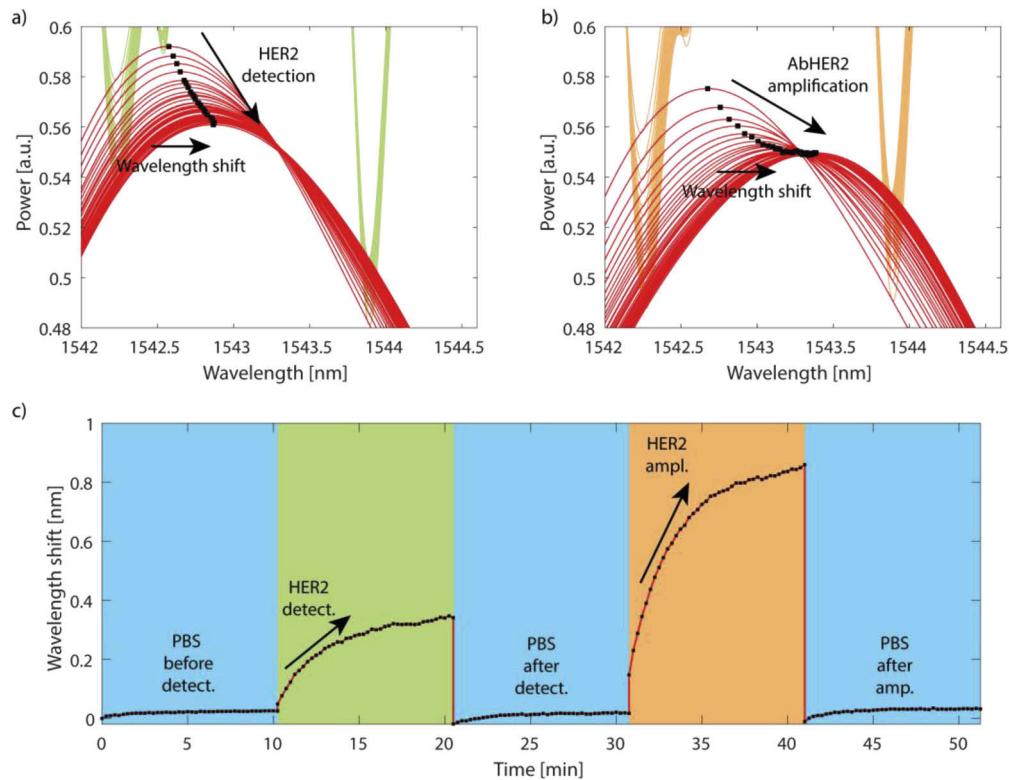 a)
0.6
0.58
0.56
0.54
0.52
0.5
0.48
Power [a.u.]
HER2
detection
Wavelength shift
1542
1542.5
1543
1543.5
1544
1544.5
Wavelength [nm]
b)
0.6
0.58
0.56
0.54
0.52
0.5
0.48
Power [a.u.]
AbHER2
amplification
Wavelength shift
1542
1542.5
1543
1543.5
1544
1544.5
Wavelength [nm]
c)
1
0.8
0.6
0.4
0.2
0
Wavelength shift [nm]
PBS
before
detect.
HER2
detect.
PBS
after
detect.
HER2
ampl.
PBS
after
amp.
0
5
10
15
20
25
30
35
40
45
50
Time [min]